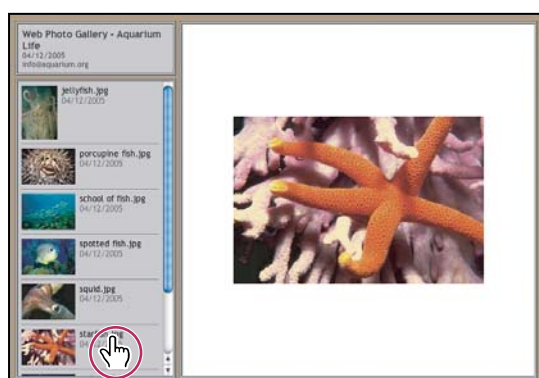 Web Photo Gallery - Aquarium
Life
04/12/2005
info@aquarium.org
jellyfish.jpg
04/12/2005
porcupine fish.jpg
04/12/2005
school of fish.jpg
04/12/2005
spotted fish.jpg
04/12/2005
squid.jpg
04/12/2005